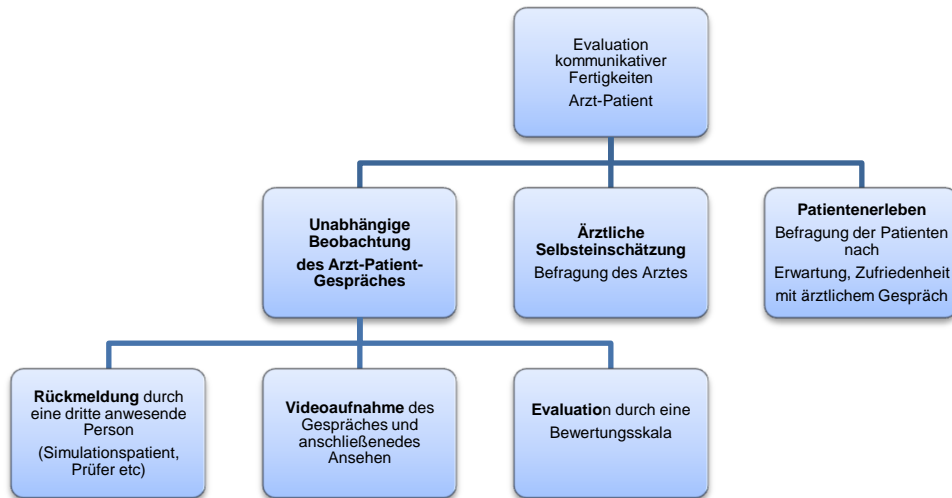 Evaluation
kommunikativer
Fertigkeiten
Arzt-Patient
Unabhängige
Beobachtung
des Arzt-Patient-
Gespräches
Ärztliche
Selbsteinschätzung
Befragung des Arztes
Patientenerleben
Befragung der Patienten
nach
Erwartung, Zufriedenheit
mit ärztlichem Gespräch
Rückmeldung durch
eine dritte anwesende
Person
(Simulationspatient,
Prüfer etc)
Videoaufnahme des
Gespräches und
anschließenedes
Ansehen
Evaluation durch eine
Bewertungsskala